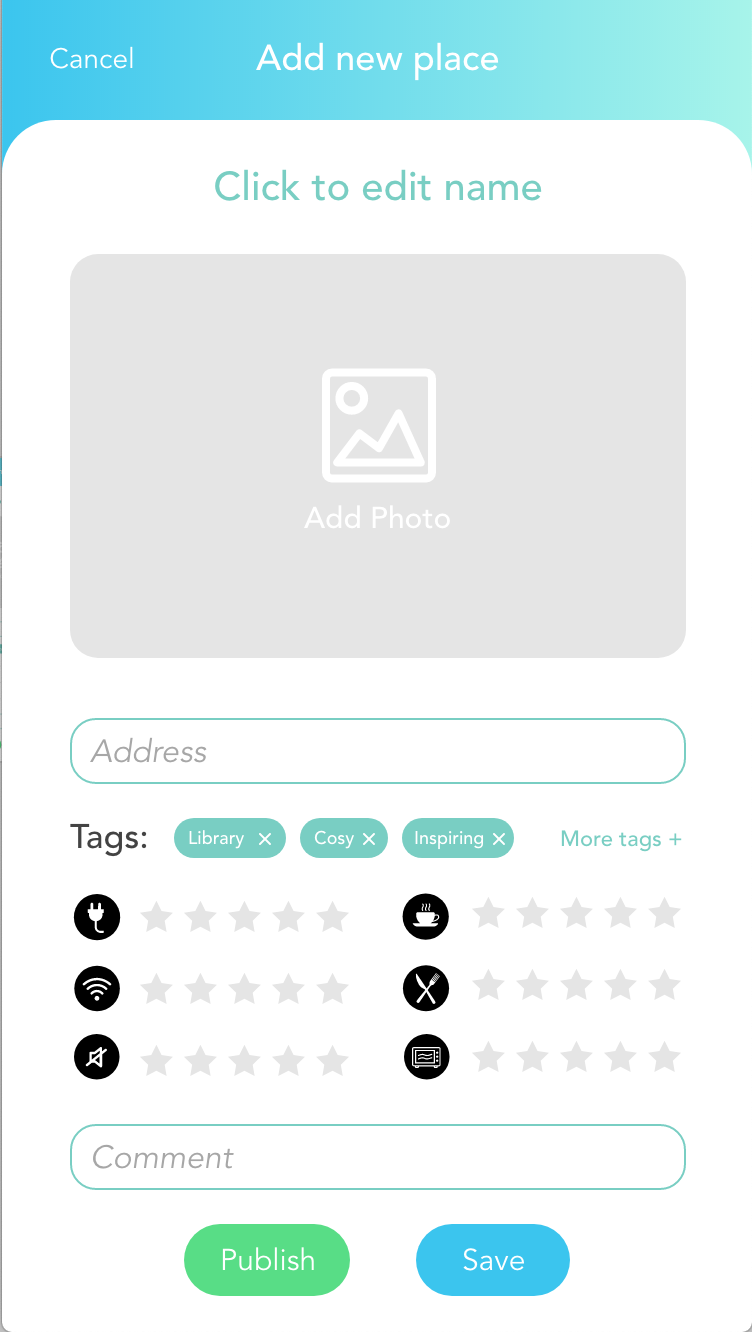 Cancel
Add new place
Click to edit name
Add Photo
Address
Tags: Library × Cosy × Inspiring × More tags +
Comment
Publish Save